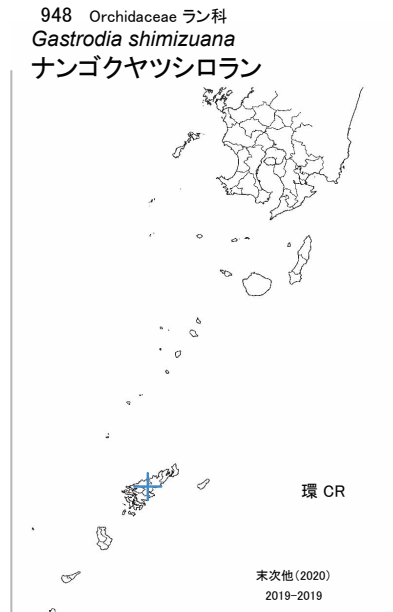 948 Orchidaceae ラン科
Gastrodia shimizuana
ナンゴクヤツシロラン
環 CR
末次他(2020)
2019-2019